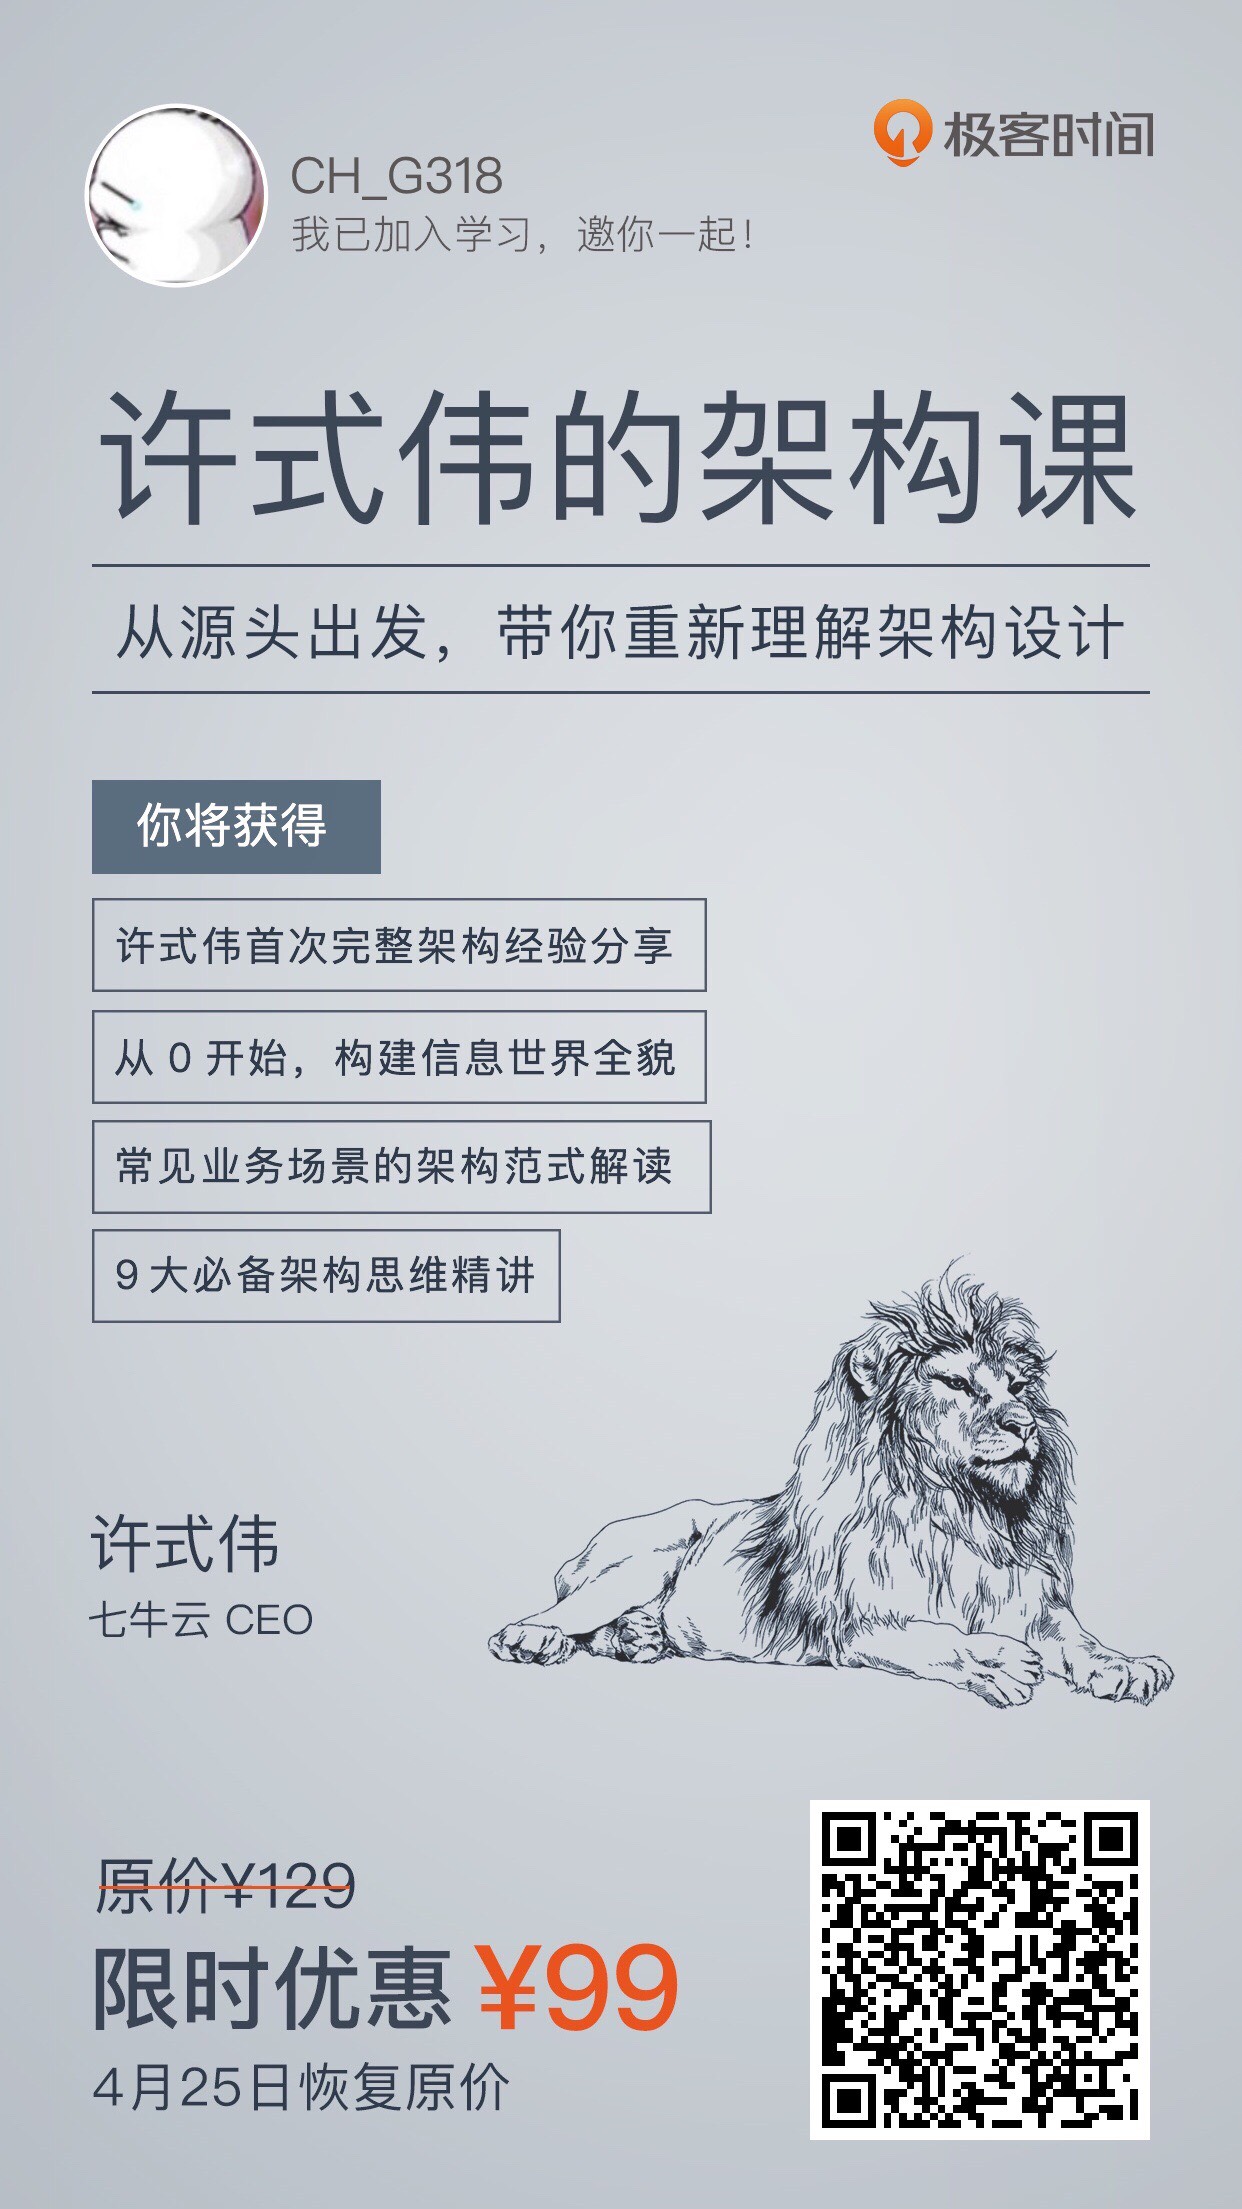 极客时间
CH_G318
我已加入学习，邀你一起！
许式伟的架构课
从源头出发，带你重新理解架构设计
你将获得
许式伟首次完整架构经验分享
从 0 开始，构建信息世界全貌
常见业务场景的架构范式解读
9 大必备架构思维精讲
许式伟
七牛云 CEO
原价¥129
限时优惠 ¥99
4月25日恢复原价